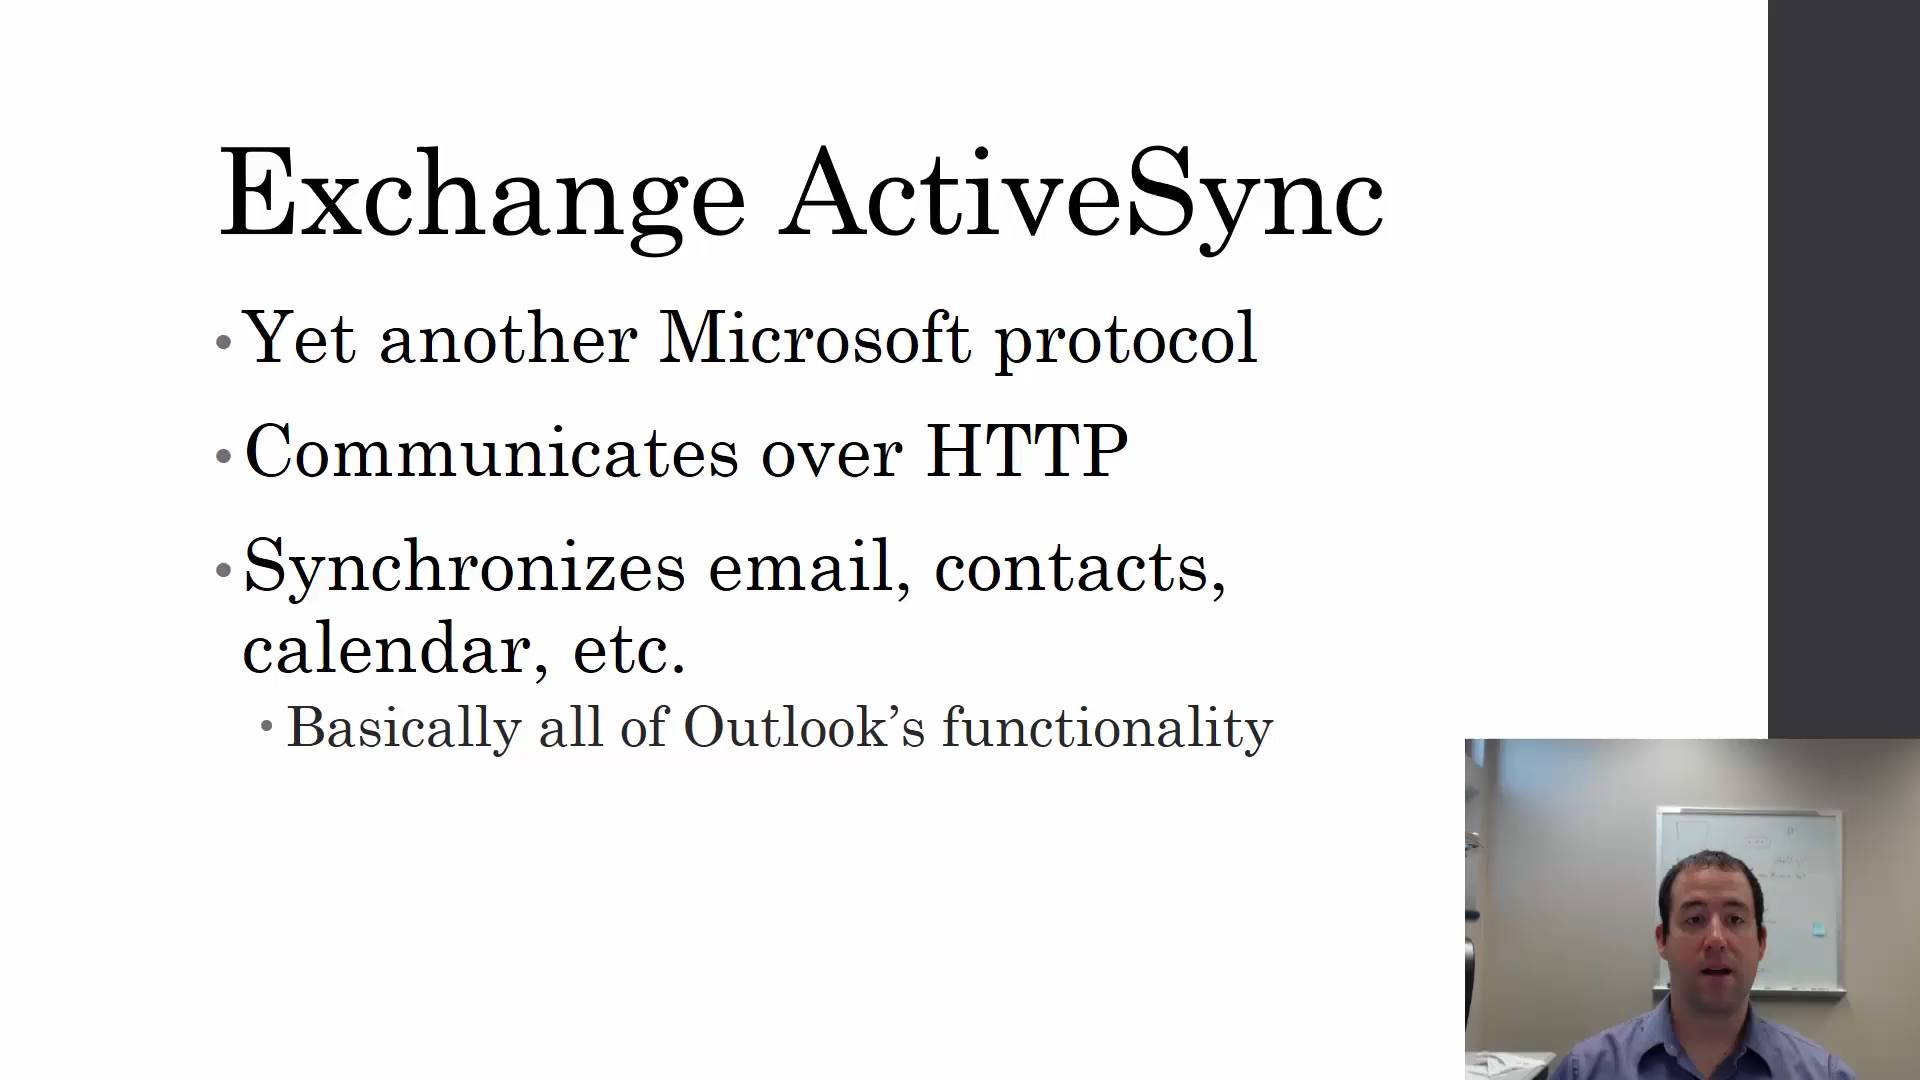 Exchange ActiveSync
• Yet another Microsoft protocol
• Communicates over HTTP
• Synchronizes email, contacts,
calendar, etc.
• Basically all of Outlook’s functionality